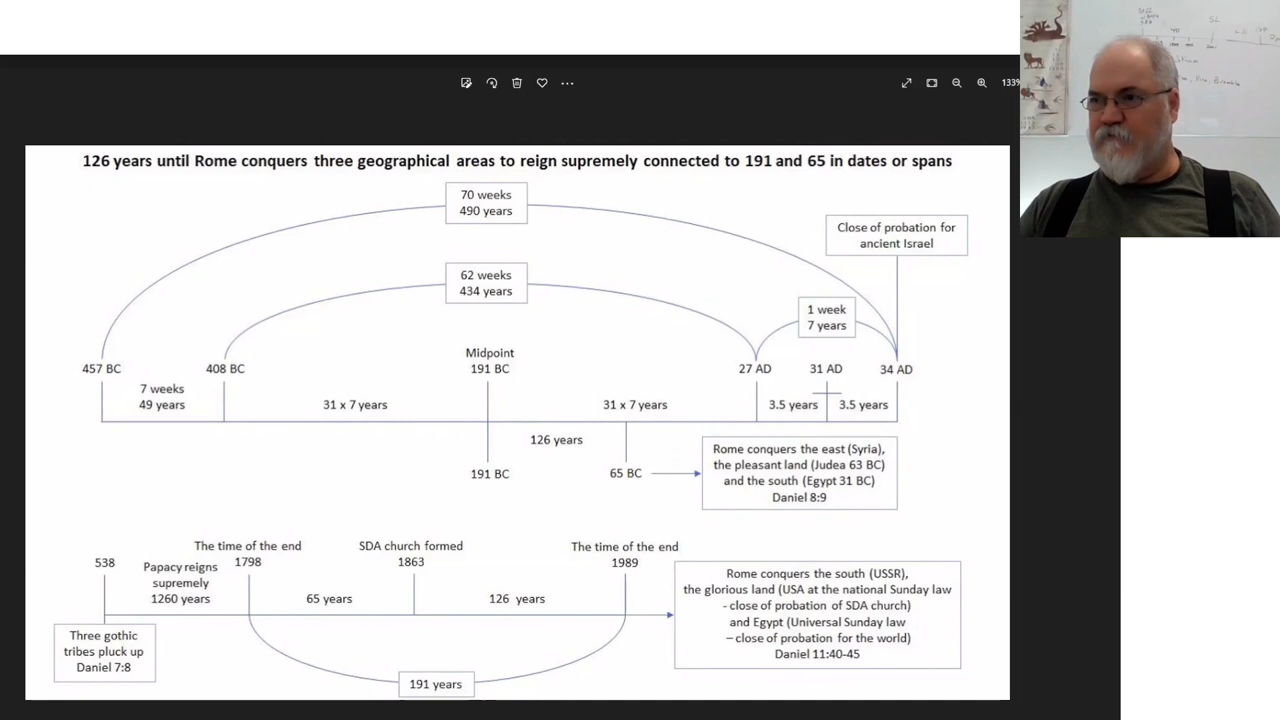 133%
126 years until Rome conquers three geographical areas to reign supremely connected to 191 and 65 in dates or spans
70 weeks
490 years
Close of probation for
ancient Israel
62 weeks
434 years
1 week
7 years
Midpoint
457 BC
408 BC
191 BC
27 AD
31 AD
34 AD
7 weeks
49 years
31 x 7 years
31 x 7 years
3.5 years
3.5 years
126 years
191 BC
65 BC
Rome conquers the east (Syria),
the pleasant land (Judea 63 BC)
and the south (Egypt 31 BC)
Daniel 8:9
538
The time of the end
1798
SDA church formed
1863
The time of the end
1989
Papacy reigns
supremely
1260 years
65 years
126 years
Rome conquers the south (USSR),
the glorious land (USA at the national Sunday law
- close of probation of SDA church)
and Egypt (Universal Sunday law
– close of probation for the world)
Daniel 11:40-45
Three gothic
tribes pluck up
Daniel 7:8
191 years